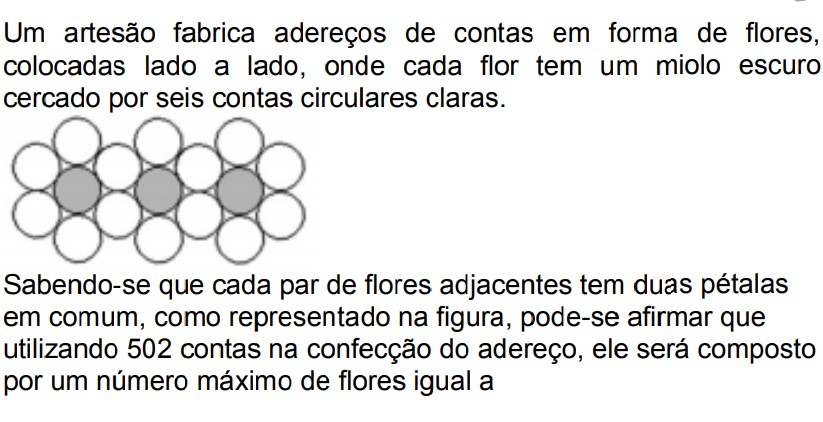 Um artesão fabrica adereços de contas em forma de flores,
colocadas lado a lado, onde cada flor tem um miolo escuro
cercado por seis contas circulares claras.
Sabendo-se que cada par de flores adjacentes tem duas pétalas
em comum, como representado na figura, pode-se afirmar que
utilizando 502 contas na confecção do adereço, ele será composto
por um número máximo de flores igual a